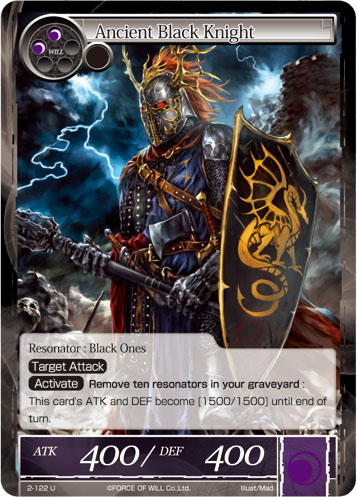 Ancient Black Knight
WILL
Resonator : Black Ones
Target Attack
Activate Remove ten resonators in your graveyard :
This card's ATK and DEF become [1500/1500] until end
of turn.
ATK 400 / DEF 400
2-122 U ©FORCE OF WILL Co.,Ltd. Illust/Mad